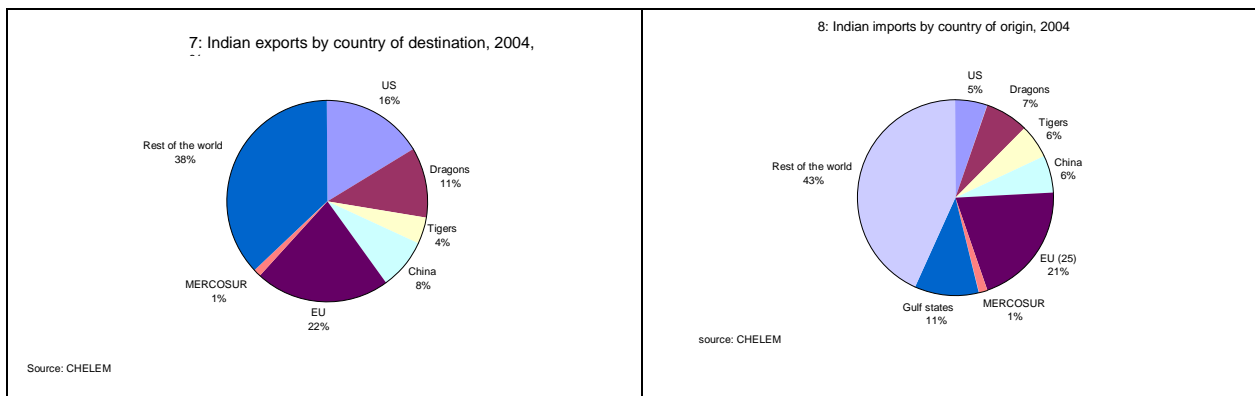 7: Indian exports by country of destination, 2004,
US
16%
Dragons
11%
Tigers
4%
China
8%
EU
22%
MERCOSUR
1%
Rest of the world
38%
Source: CHELEM
8: Indian imports by country of origin, 2004
US
5%
Dragons
7%
Tigers
6%
China
6%
EU (25)
21%
MERCOSUR
1%
Gulf states
11%
Rest of the world
43%
source: CHELEM